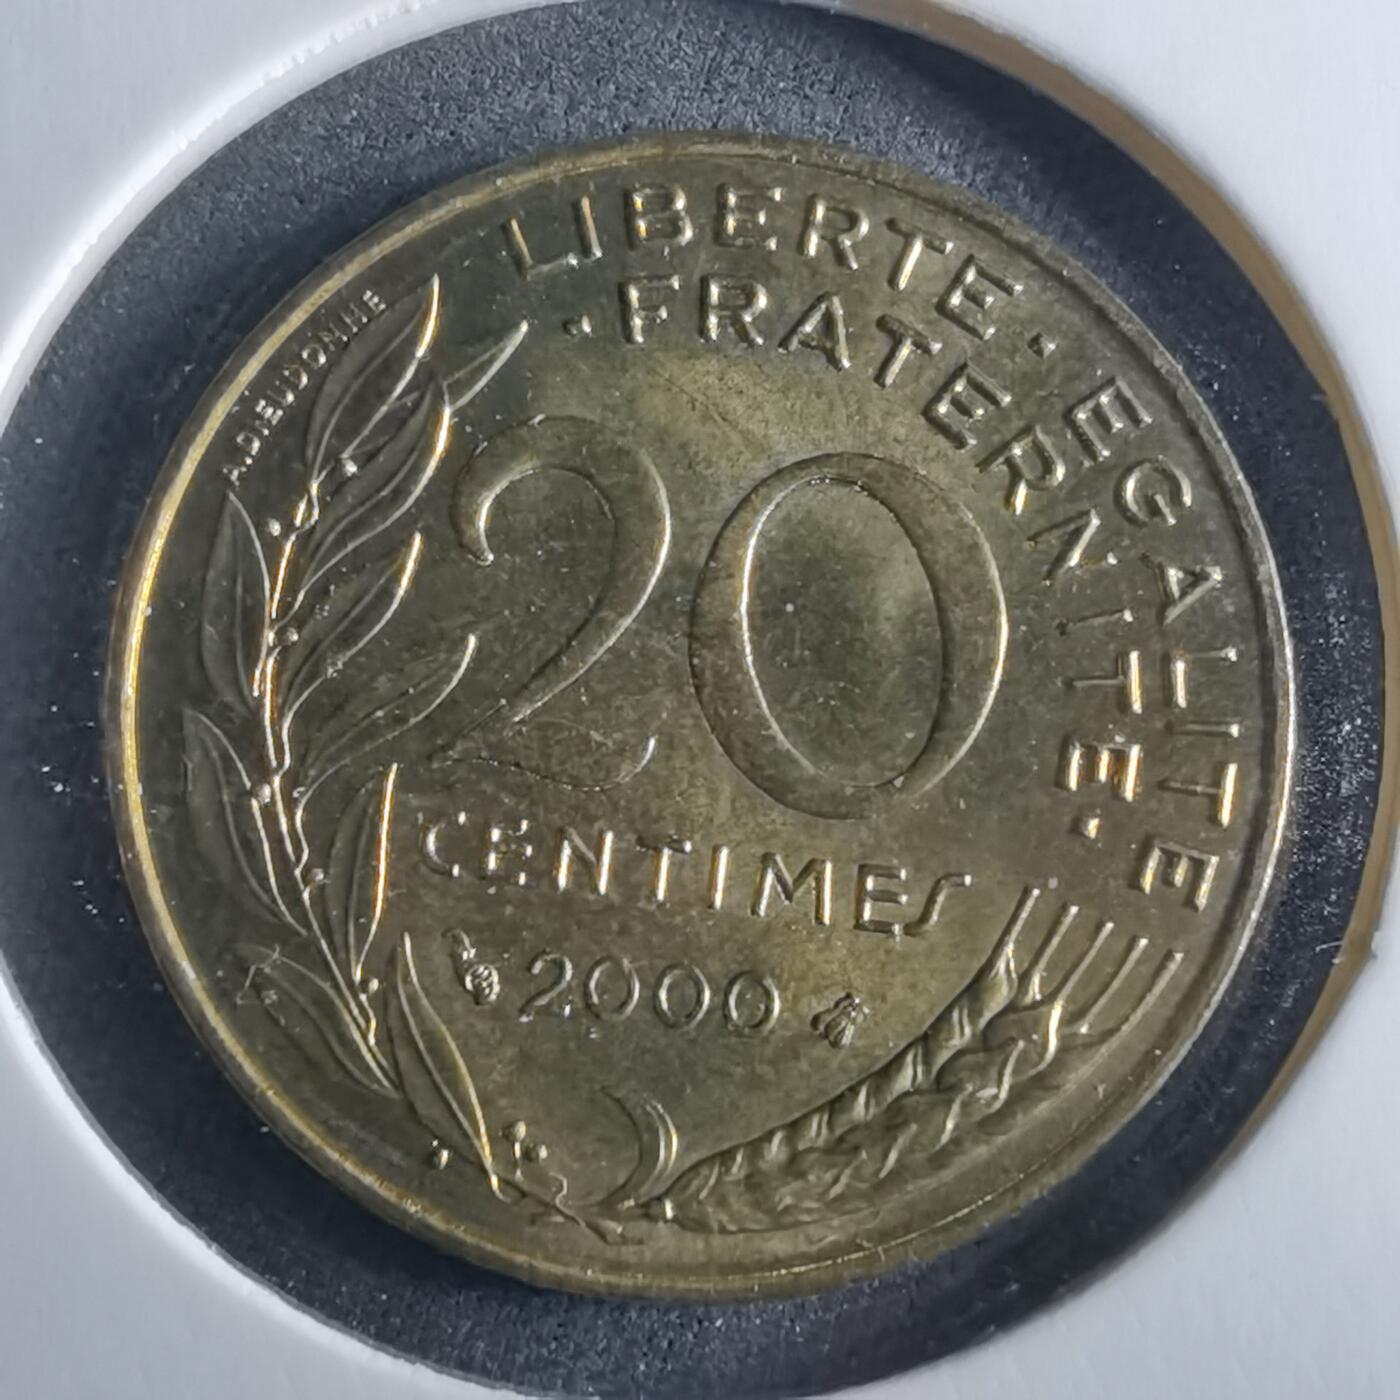 LIBERTE · EGALITE
· FRATERNITE ·
A.DIEUDONNE
20
CENTIMES
2000